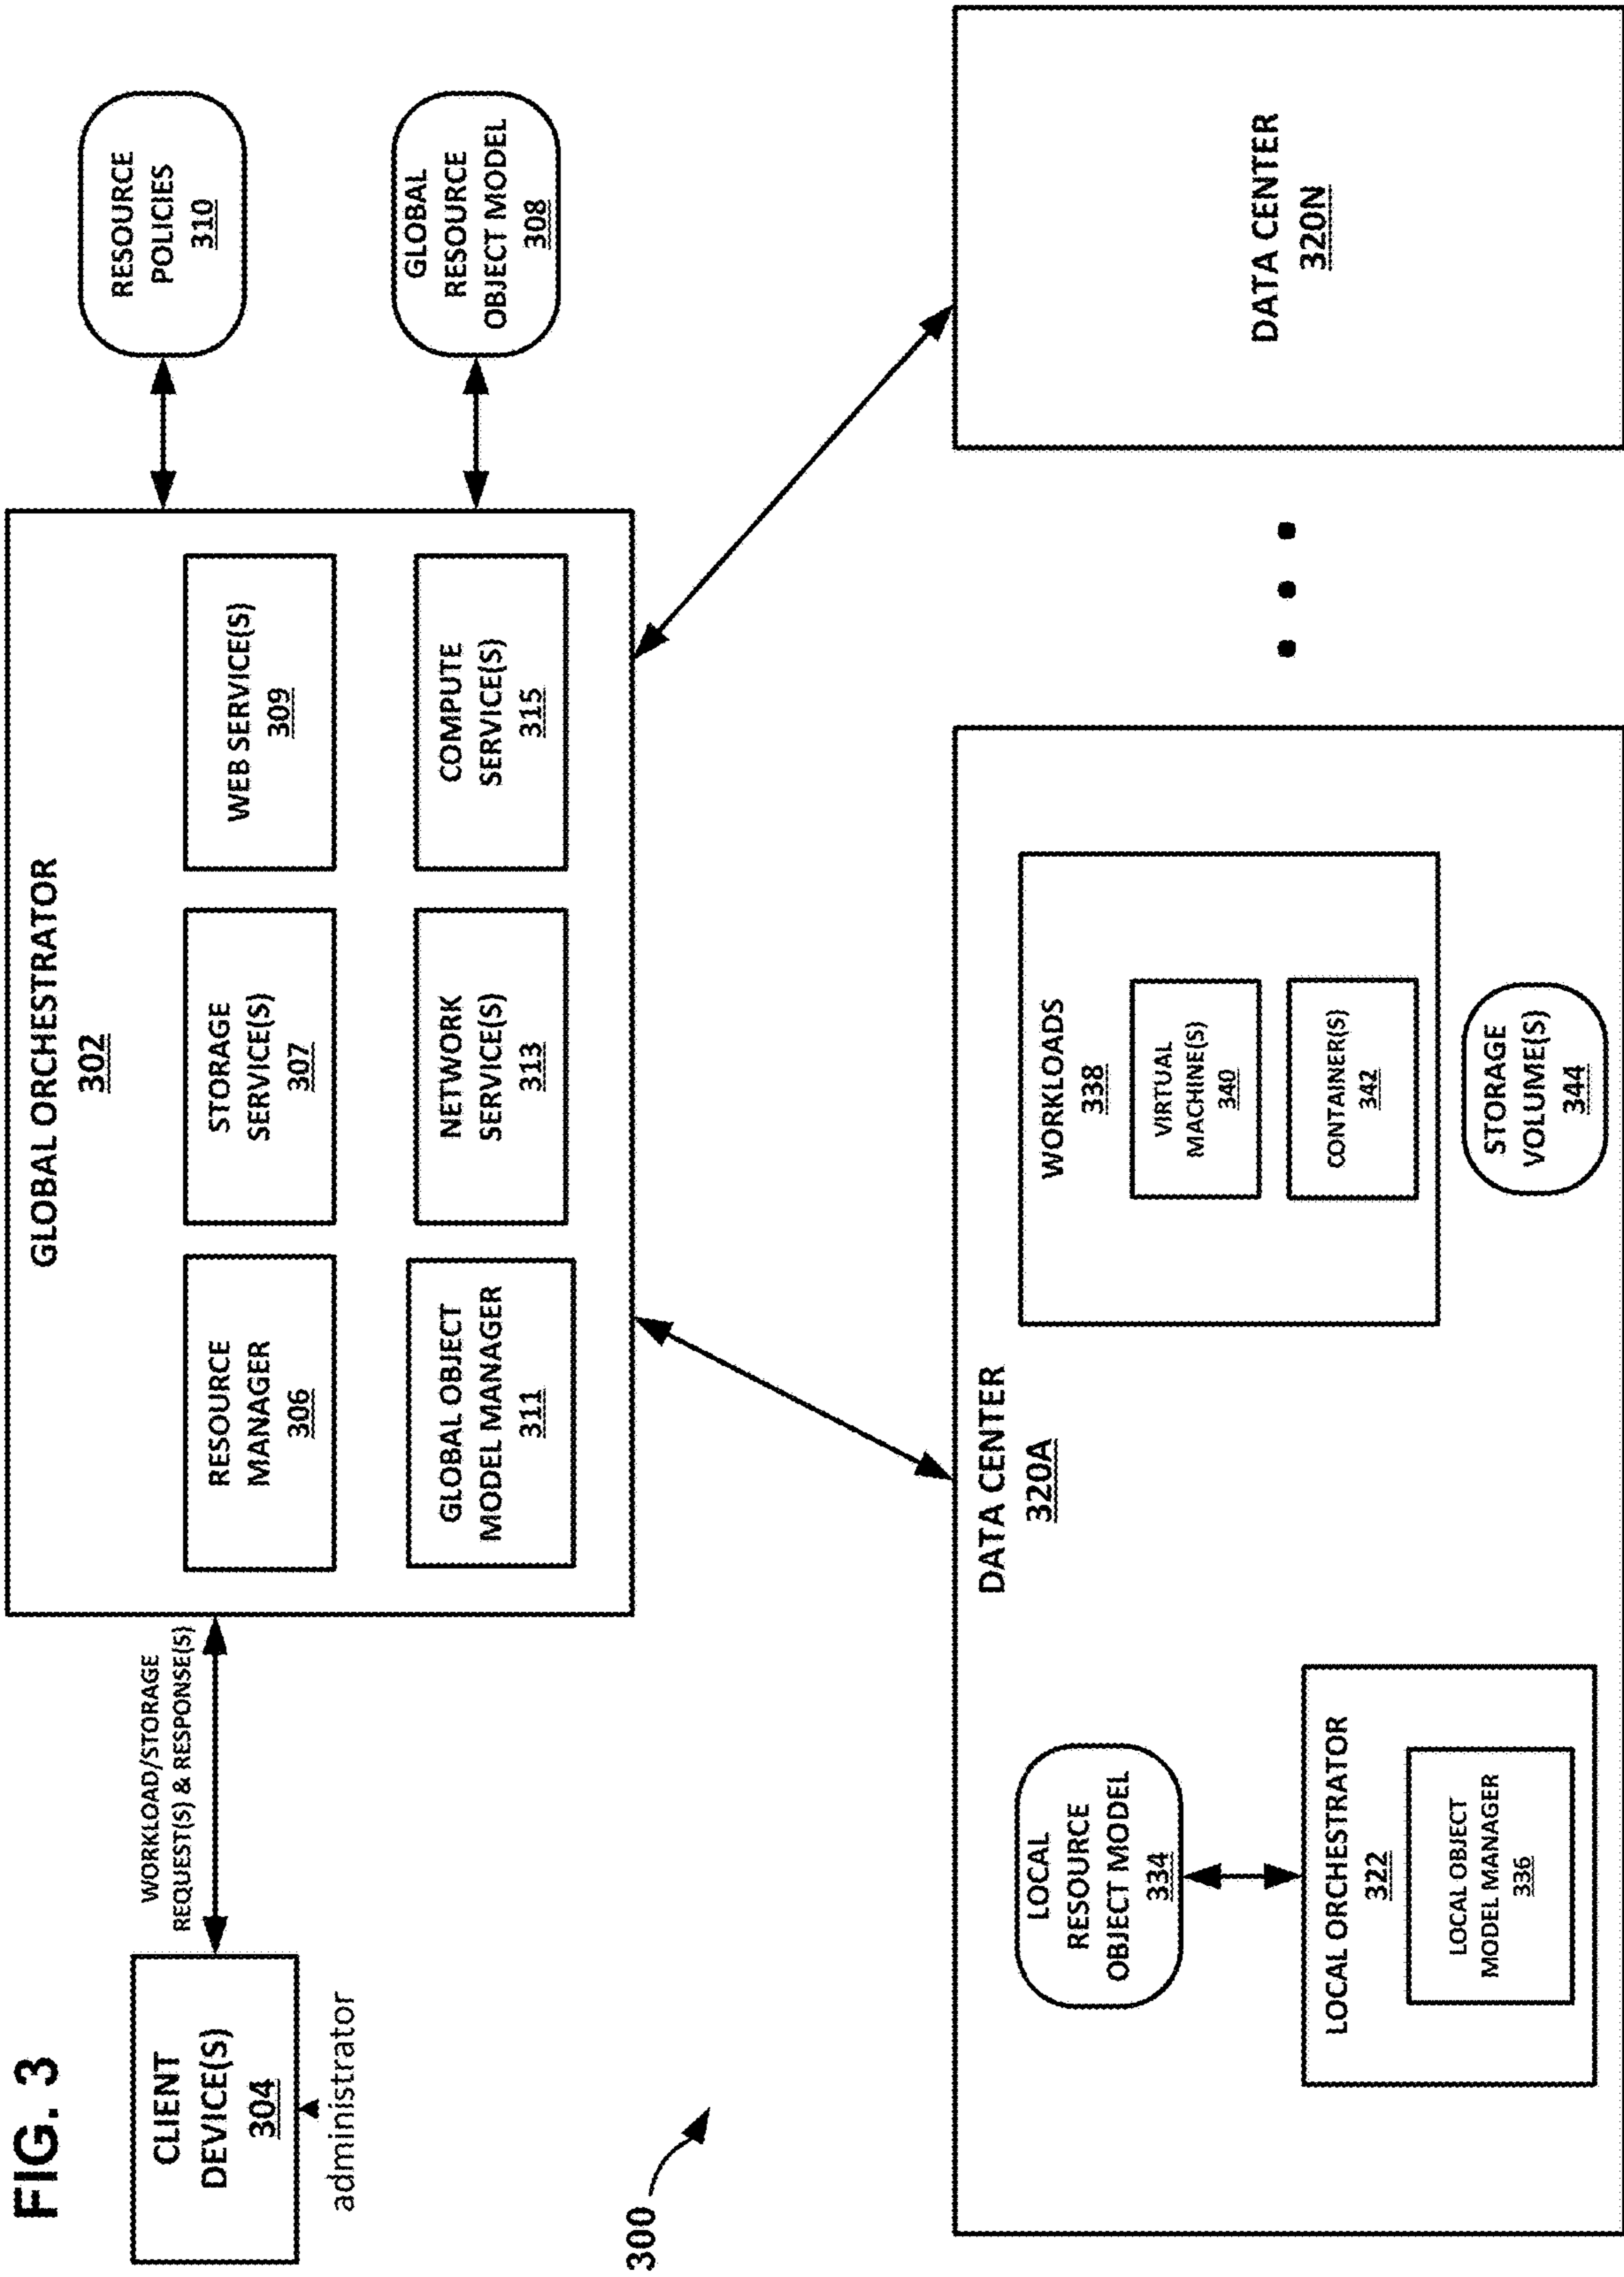 FIG. 3
CLIENT
DEVICE(S)
304
administrator
WORKLOAD/STORAGE
REQUEST(S) & RESPONSE(S)
GLOBAL ORCHESTRATOR
302
RESOURCE
MANAGER
306
STORAGE
SERVICE(S)
307
WEB SERVICE(S)
309
GLOBAL OBJECT
MODEL MANAGER
311
NETWORK
SERVICE(S)
313
COMPUTE
SERVICE(S)
315
RESOURCE
POLICIES
310
GLOBAL
RESOURCE
OBJECT MODEL
308
300
DATA CENTER
320A
LOCAL
RESOURCE
OBJECT MODEL
334
LOCAL ORCHESTRATOR
322
LOCAL OBJECT
MODEL MANAGER
336
WORKLOADS
338
VIRTUAL
MACHINE(S)
340
CONTAINER(S)
342
STORAGE
VOLUME(S)
344
DATA CENTER
320N